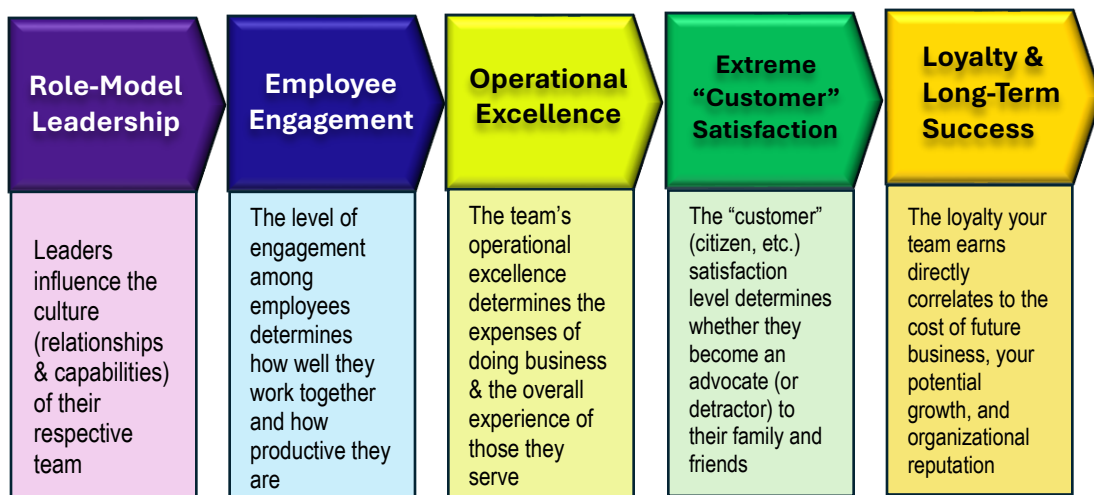 Role-Model
Leadership
Employee
Engagement
Operational
Excellence
Extreme
“Customer”
Satisfaction
Loyalty &
Long-Term
Success
Leaders
influence the
culture
(relationships
& capabilities)
of their
respective
team
The level of
engagement
among
employees
determines
how well they
work together
and how
productive they
are
The team’s
operational
excellence
determines the
expenses of
doing business
& the overall
experience of
those they
serve
The “customer”
(citizen, etc.)
satisfaction
level determines
whether they
become an
advocate (or
detractor) to
their family and
friends
The loyalty your
team earns
directly
correlates to the
cost of future
business, your
potential
growth, and
organizational
reputation